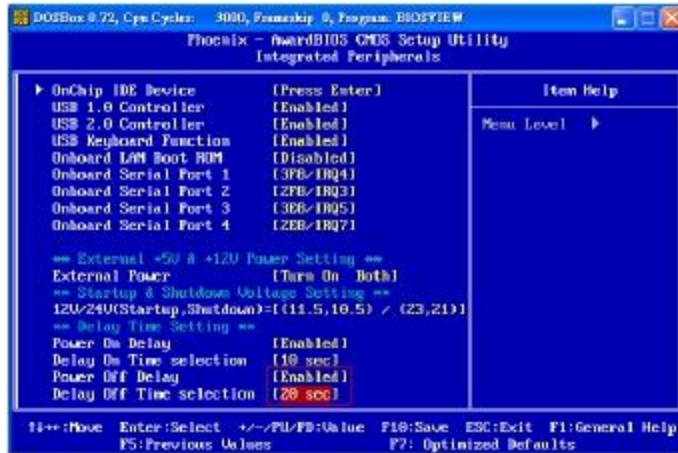 DOSBox 0.72, Cpu Cycles: 3000, Frameskip 0, Program: BIOSVIEW
Phoenix - AwardBIOS CMOS Setup Utility
Integrated Peripherals
OnChip IDE Device [Press Enter]
USB 1.0 Controller [Enabled]
USB 2.0 Controller [Enabled]
USB Keyboard Function [Enabled]
Onboard LAN Boot ROM [Disabled]
Onboard Serial Port 1 [3F8/IRQ4]
Onboard Serial Port 2 [2F8/IRQ3]
Onboard Serial Port 3 [3E8/IRQ5]
Onboard Serial Port 4 [2E8/IRQ7]
** External +5V & +12V Power Setting **
External Power [Turn On Both]
** Startup & Shutdown Voltage Setting **
12V/24V(Startup,Shutdown)=[(11.5,10.5) / (23,21)]
** Delay Time Setting **
Power On Delay [Enabled]
Delay On Time selection [10 sec]
Power Off Delay [Enabled]
Delay Off Time selection [20 sec]
Item Help
Menu Level
↑↓→←:Move Enter:Select +/-/PU/PD:Value F10:Save ESC:Exit F1:General Help
F5:Previous Values F7: Optimized Defaults